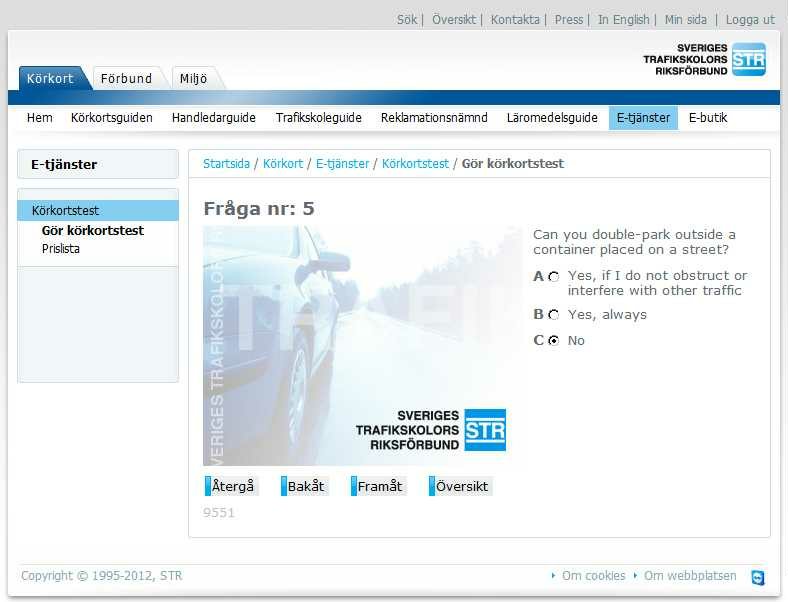 Sök | Översikt | Kontakta | Press | In English | Min sida | Logga ut
SVERIGES
TRAFIKSKOLORS
RIKSFÖRBUND
STR
Körkort Förbund Miljö
Hem Körkortsguiden Handledarguide Trafikskoleguide Reklamationsnämnd Läromedelsguide E-tjänster E-butik
E-tjänster
Körkortstest
Gör körkortstest
Prislista
Startsida / Körkort / E-tjänster / Körkortstest / Gör körkortstest
Fråga nr: 5
SVERIGES TRAFIKSKOLOR
TRAFI
SVERIGES
TRAFIKSKOLORS
RIKSFÖRBUND
STR
Can you double-park outside a
container placed on a street?
A Yes, if I do not obstruct or
interfere with other traffic
B Yes, always
C No
Återgå Bakåt Framåt Översikt
9551
Copyright © 1995-2012, STR
Om cookies Om webbplatsen